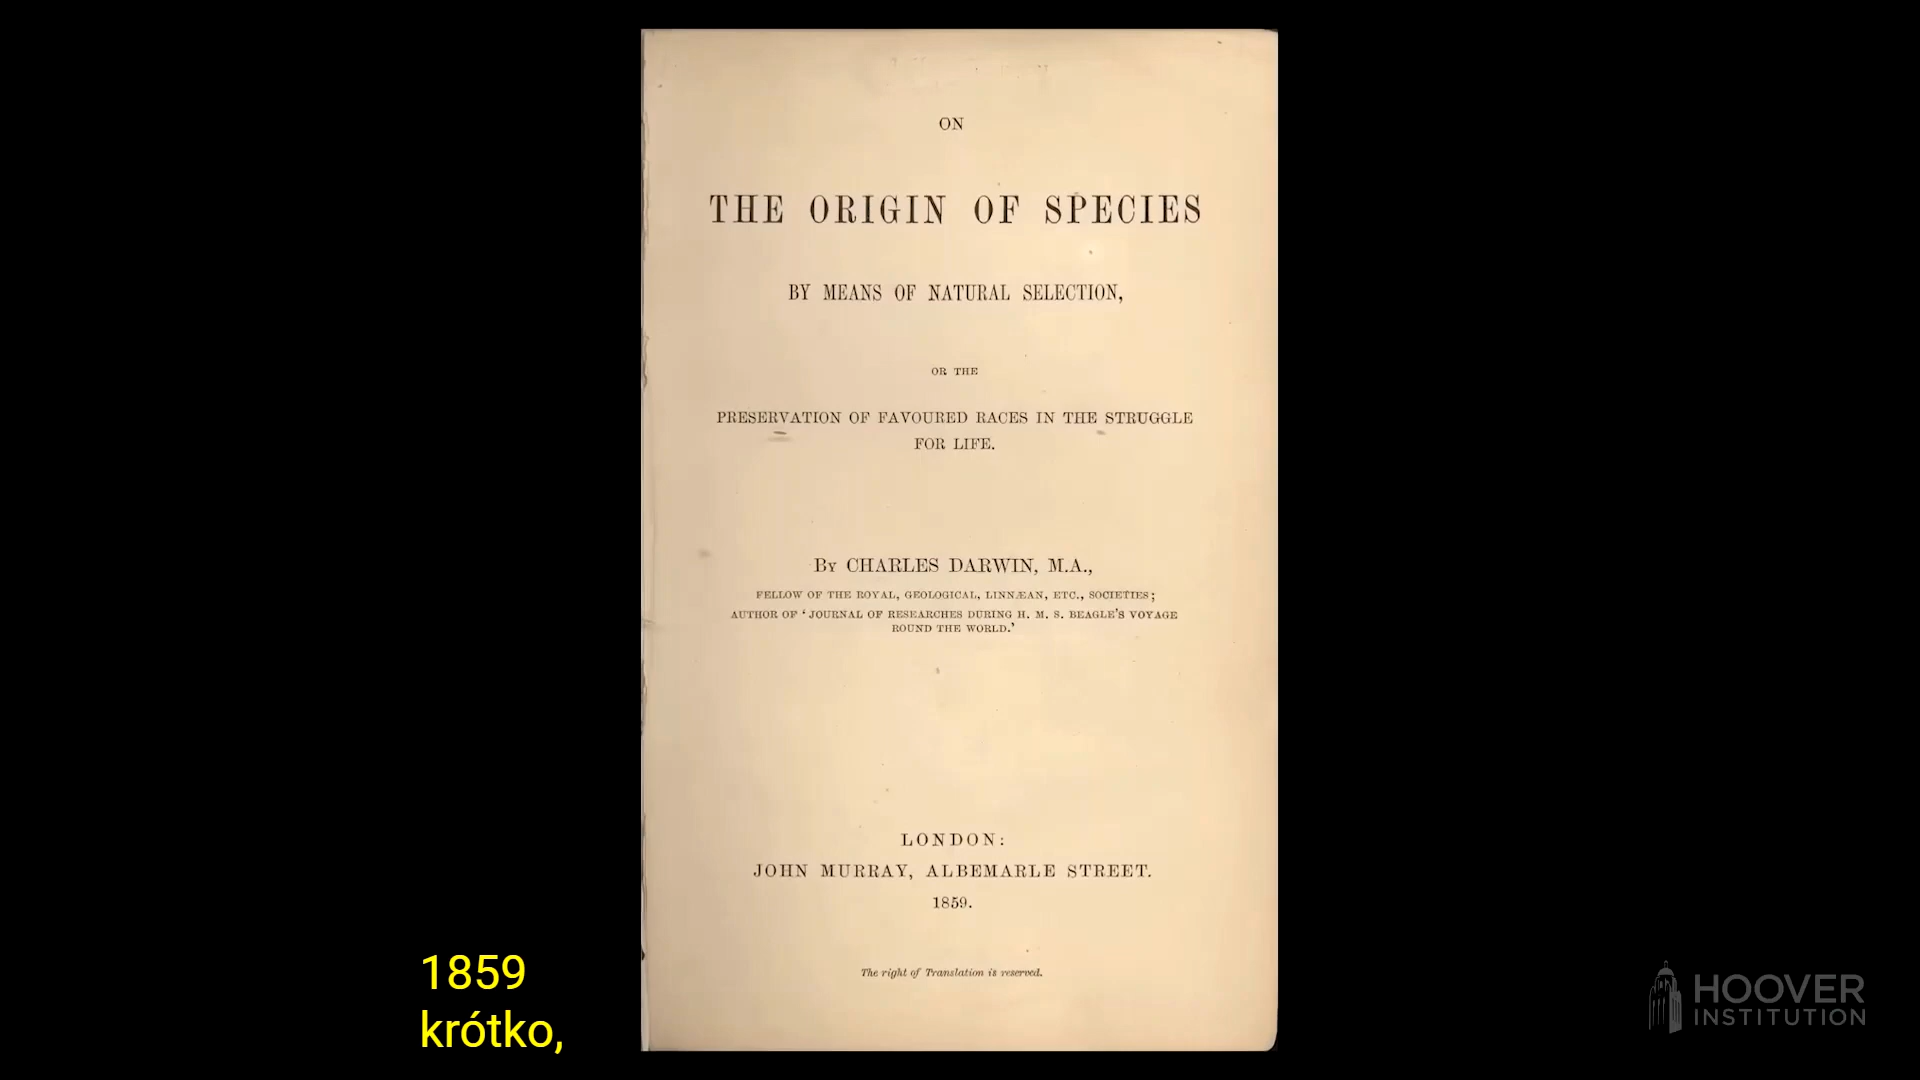 ON
THE ORIGIN OF SPECIES
BY MEANS OF NATURAL SELECTION,
OR THE
PRESERVATION OF FAVOURED RACES IN THE STRUGGLE
FOR LIFE.
By CHARLES DARWIN, M.A.,
FELLOW OF THE ROYAL, GEOLOGICAL, LINNÆAN, ETC., SOCIETIES;
AUTHOR OF ‘JOURNAL OF RESEARCHES DURING H. M. S. BEAGLE’S VOYAGE
ROUND THE WORLD.’
LONDON:
JOHN MURRAY, ALBEMARLE STREET.
1859.
The right of Translation is reserved.
1859
krótko,
HOOVER
INSTITUTION